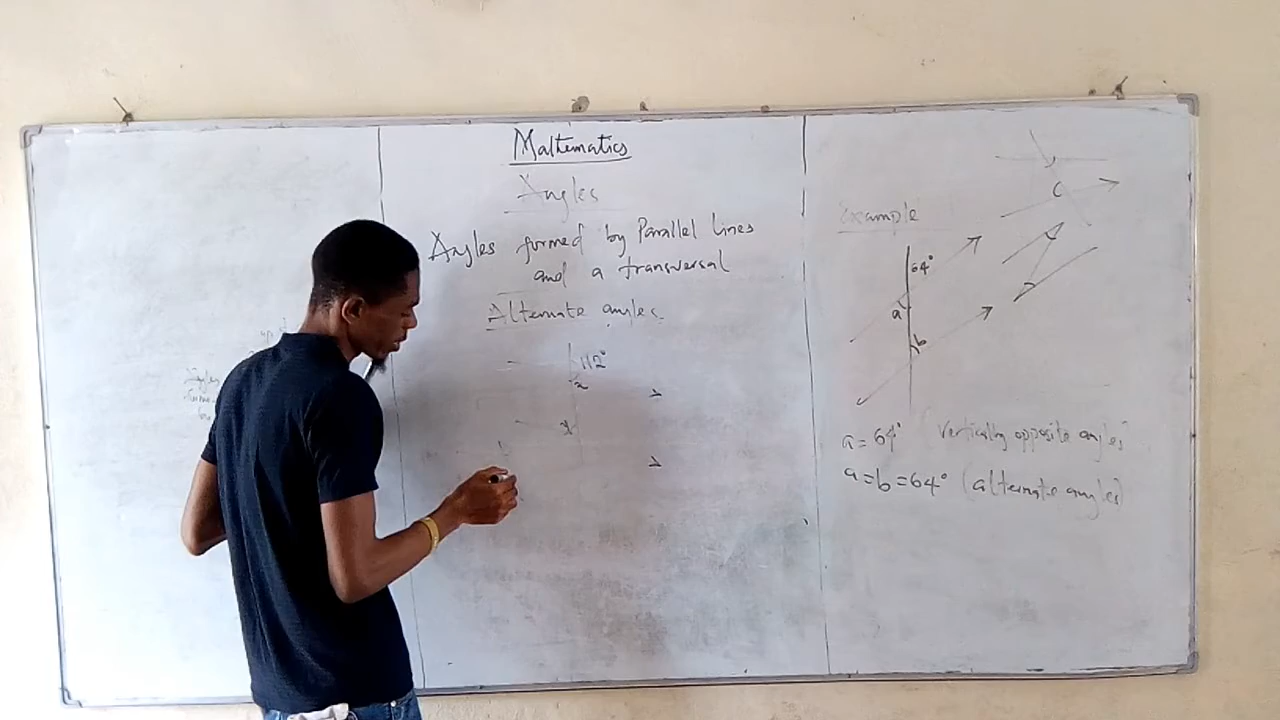 Mathematics
Angles
Angles formed by Parallel Lines
and a transversal
Alternate angles.
112°
x
Example
64°
a
b
a = 64° vertically opposite angles
a = b = 64° (alternate angles)